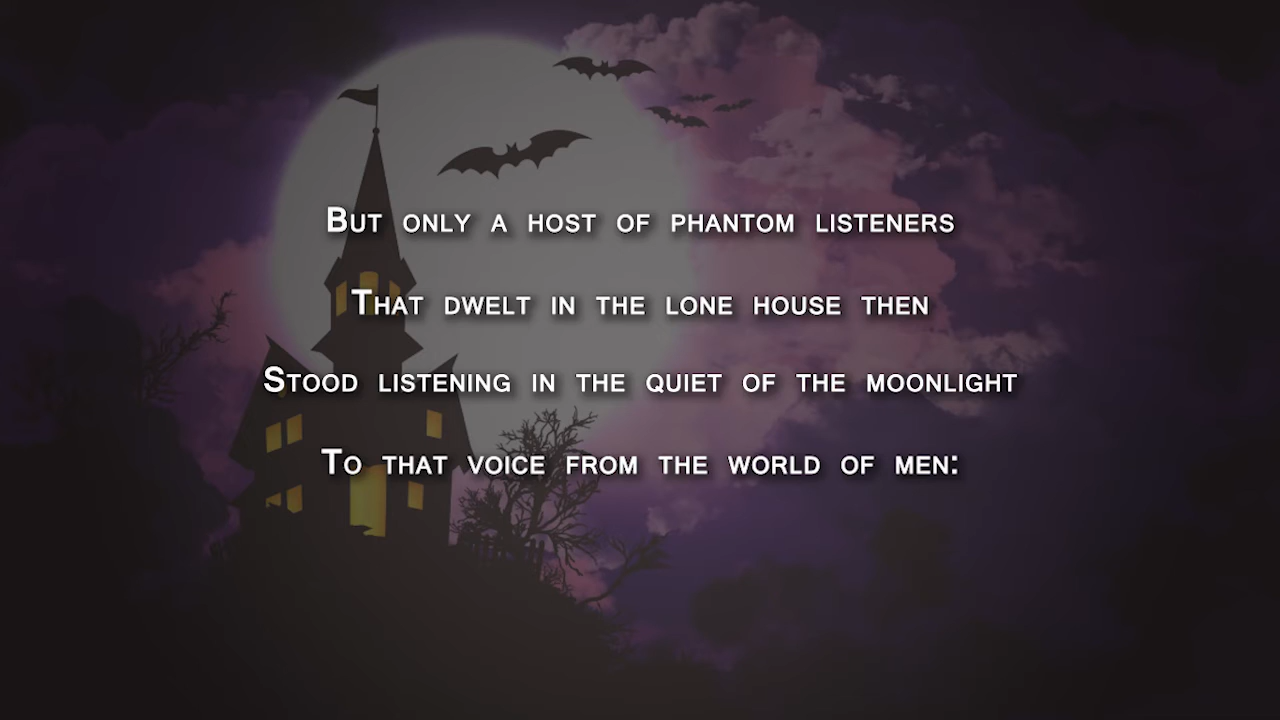 But only a host of phantom listeners
That dwelt in the lone house then
Stood listening in the quiet of the moonlight
To that voice from the world of men: